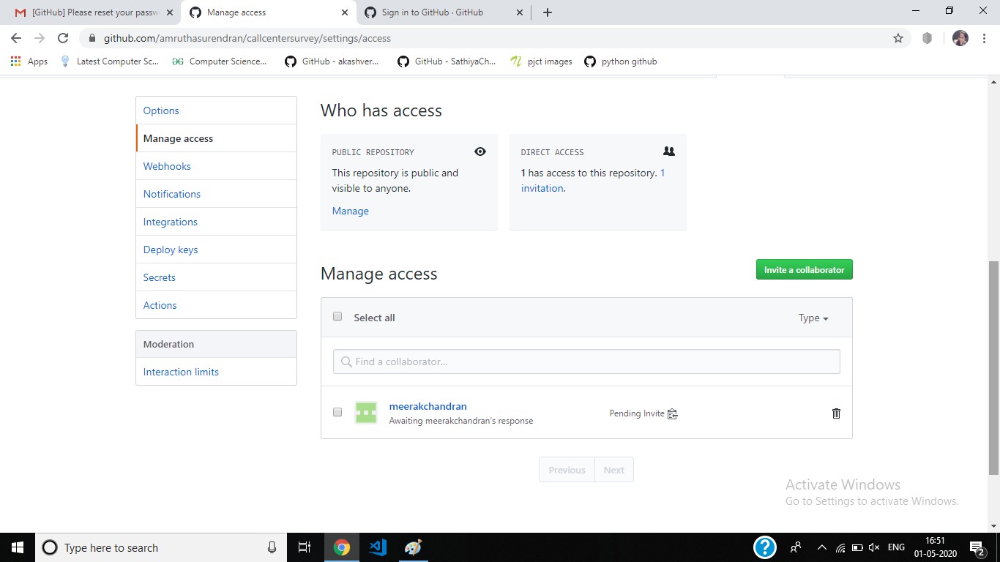 [GitHub] Please reset your passw
Manage access
Sign in to GitHub · GitHub
github.com/amruthasurendran/callcentersurvey/settings/access
Apps
Latest Computer Sc...
Computer Science...
GitHub - akashver...
GitHub - SathiyaCh...
pjct images
python github
Options
Manage access
Webhooks
Notifications
Integrations
Deploy keys
Secrets
Actions
Moderation
Interaction limits
Who has access
PUBLIC REPOSITORY
This repository is public and
visible to anyone.
Manage
DIRECT ACCESS
1 has access to this repository. 1
invitation.
Manage access
Invite a collaborator
Select all
Type
Find a collaborator...
meerakchandran
Awaiting meerakchandran's response
Pending Invite
Previous
Next
Activate Windows
Go to Settings to activate Windows.
Type here to search
ENG
16:51
01-05-2020
2